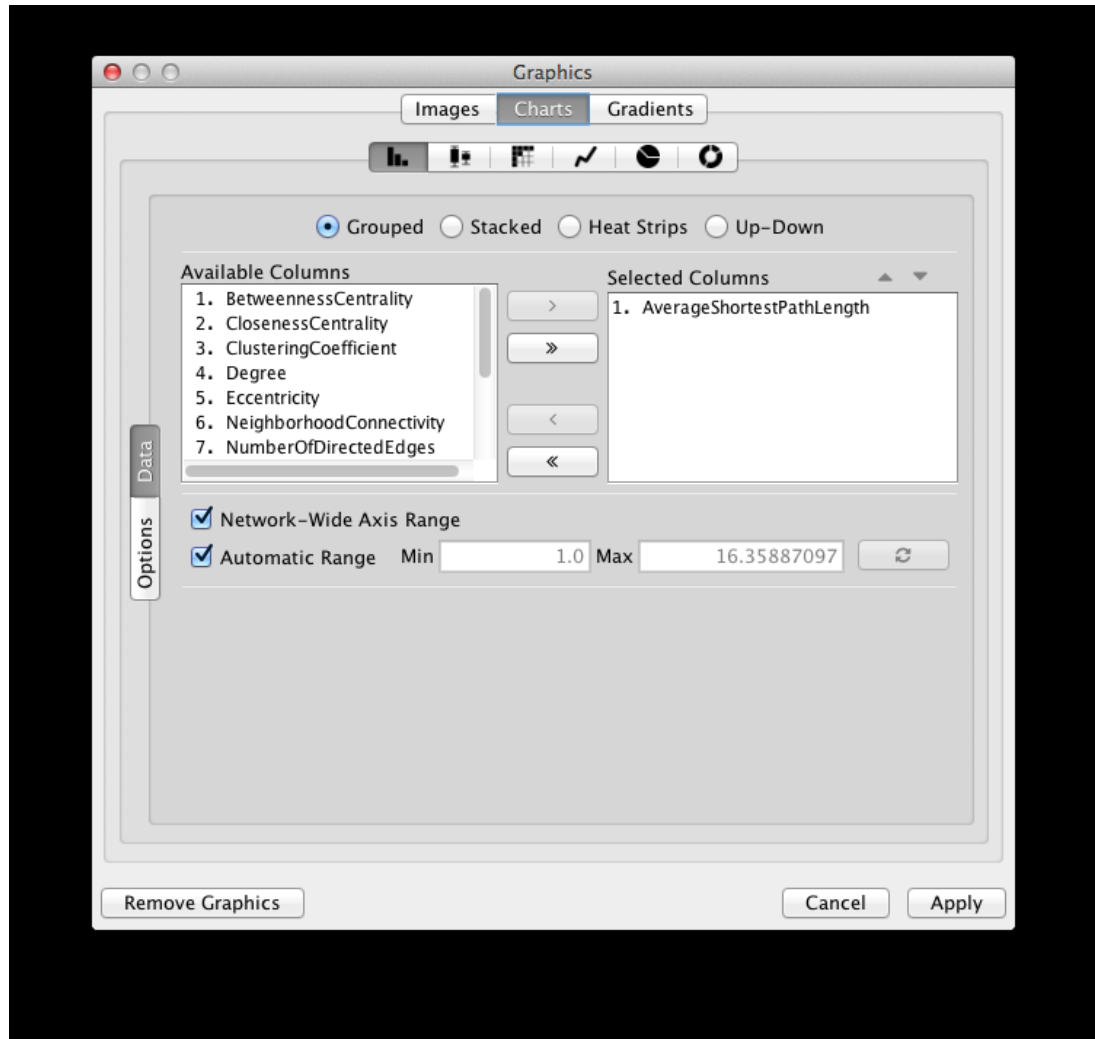 Graphics
Images Charts Gradients
Grouped Stacked Heat Strips Up-Down
Available Columns
Selected Columns
1. BetweennessCentrality
2. ClosenessCentrality
3. ClusteringCoefficient
4. Degree
5. Eccentricity
6. NeighborhoodConnectivity
7. NumberOfDirectedEdges
>
»
<
«
1. AverageShortestPathLength
Data
Options
Network-Wide Axis Range
Automatic Range Min 1.0 Max 16.35887097
Remove Graphics Cancel Apply